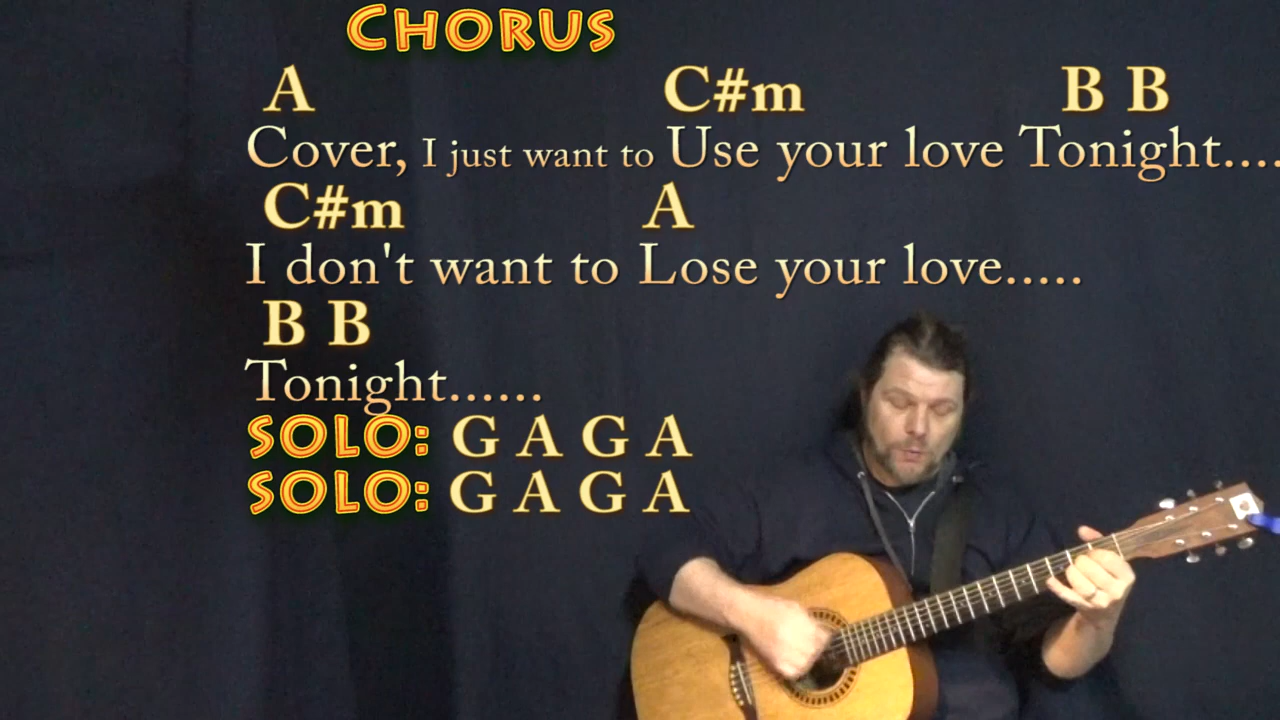 CHORUS
A C#m B B
Cover, I just want to Use your love Tonight....
C#m A
I don't want to Lose your love.....
B B
Tonight......
SOLO: G A G A
SOLO: G A G A